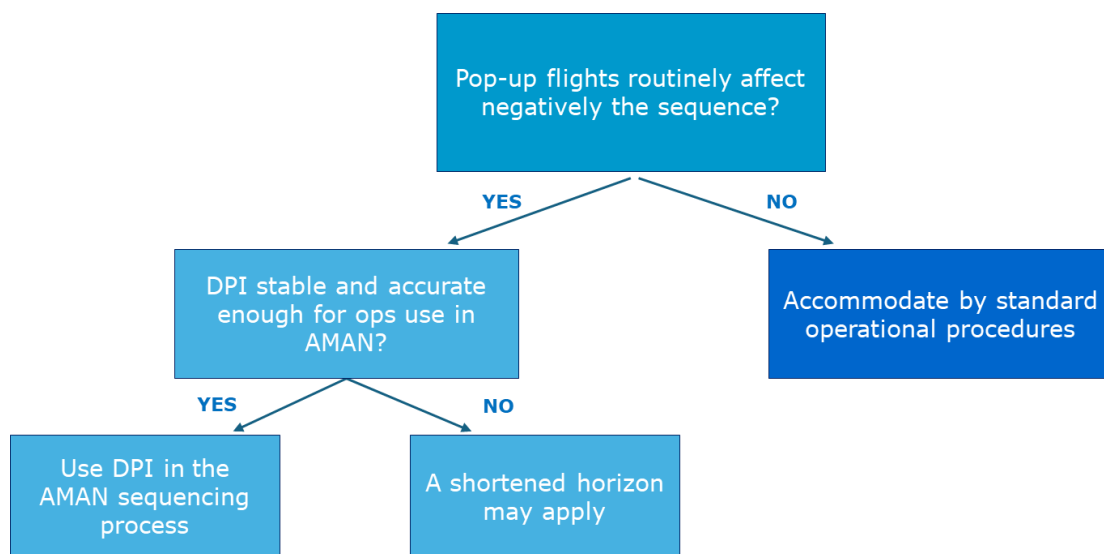 Pop-up flights routinely affect
negatively the sequence?
YES
NO
DPI stable and accurate
enough for ops use in
AMAN?
Accommodate by standard
operational procedures
YES
NO
Use DPI in the
AMAN sequencing
process
A shortened horizon
may apply